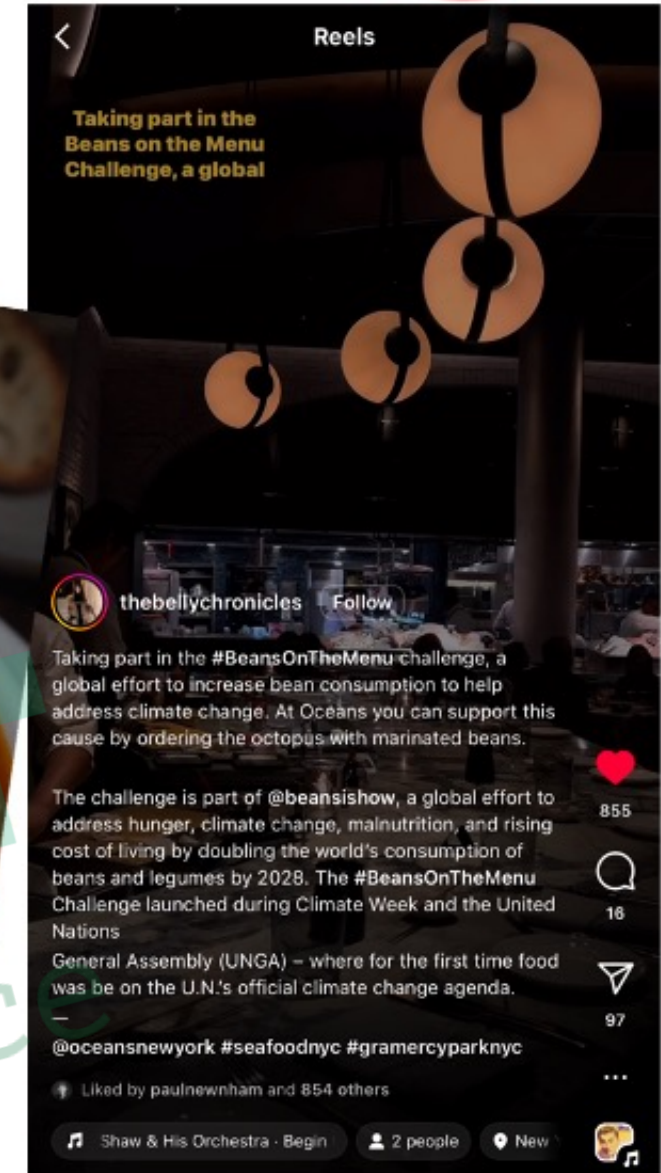 Reels
Taking part in the
Beans on the Menu
Challenge, a global
thebellychronicles Follow
Taking part in the #BeansOnTheMenu challenge, a
global effort to increase bean consumption to help
address climate change. At Oceans you can support this
cause by ordering the octopus with marinated beans.
The challenge is part of @beansishow, a global effort to
address hunger, climate change, malnutrition, and rising
cost of living by doubling the world's consumption of
beans and legumes by 2028. The #BeansOnTheMenu
Challenge launched during Climate Week and the United
Nations
General Assembly (UNGA) – where for the first time food
was be on the U.N.'s official climate change agenda.
—
@oceansnewyork #seafoodnyc #gramercyparknyc
Liked by paulnewnham and 854 others
Shaw & His Orchestra · Begin 2 people New
855
16
97